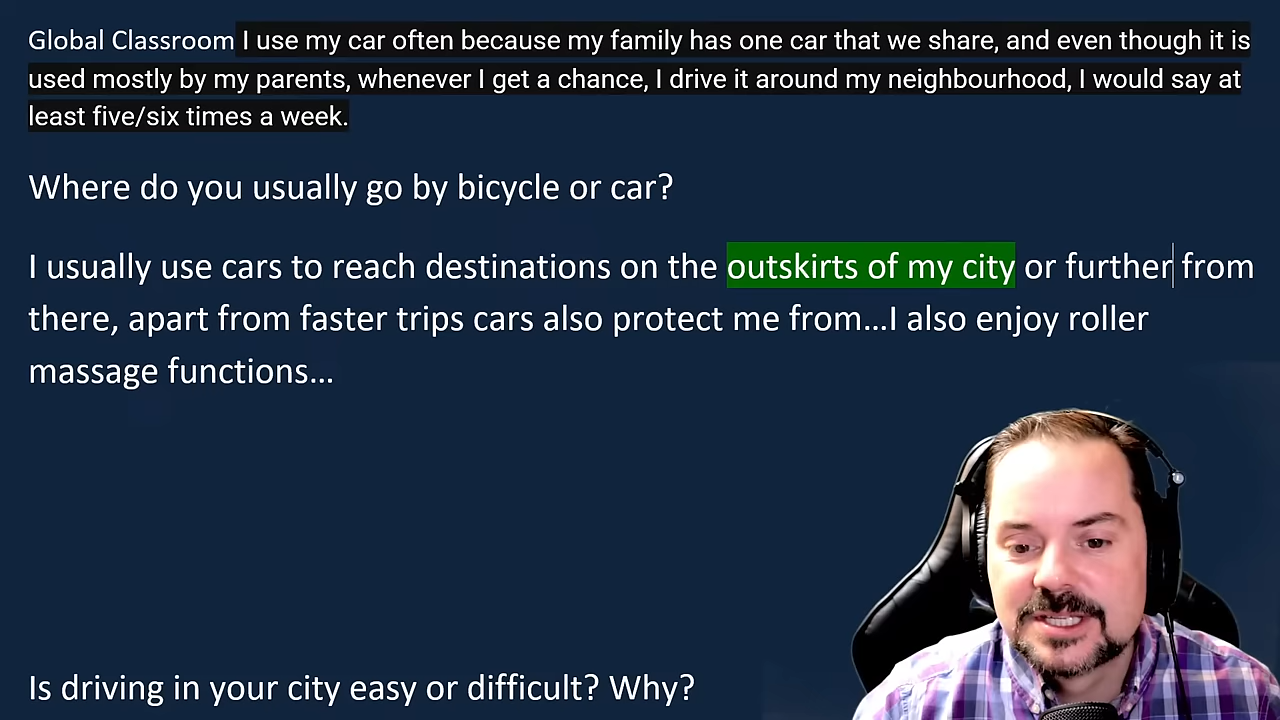 Global Classroom I use my car often because my family has one car that we share, and even though it is
used mostly by my parents, whenever I get a chance, I drive it around my neighbourhood, I would say at
least five/six times a week.
Where do you usually go by bicycle or car?
I usually use cars to reach destinations on the outskirts of my city or further from
there, apart from faster trips cars also protect me from...I also enjoy roller
massage functions...
Is driving in your city easy or difficult? Why?